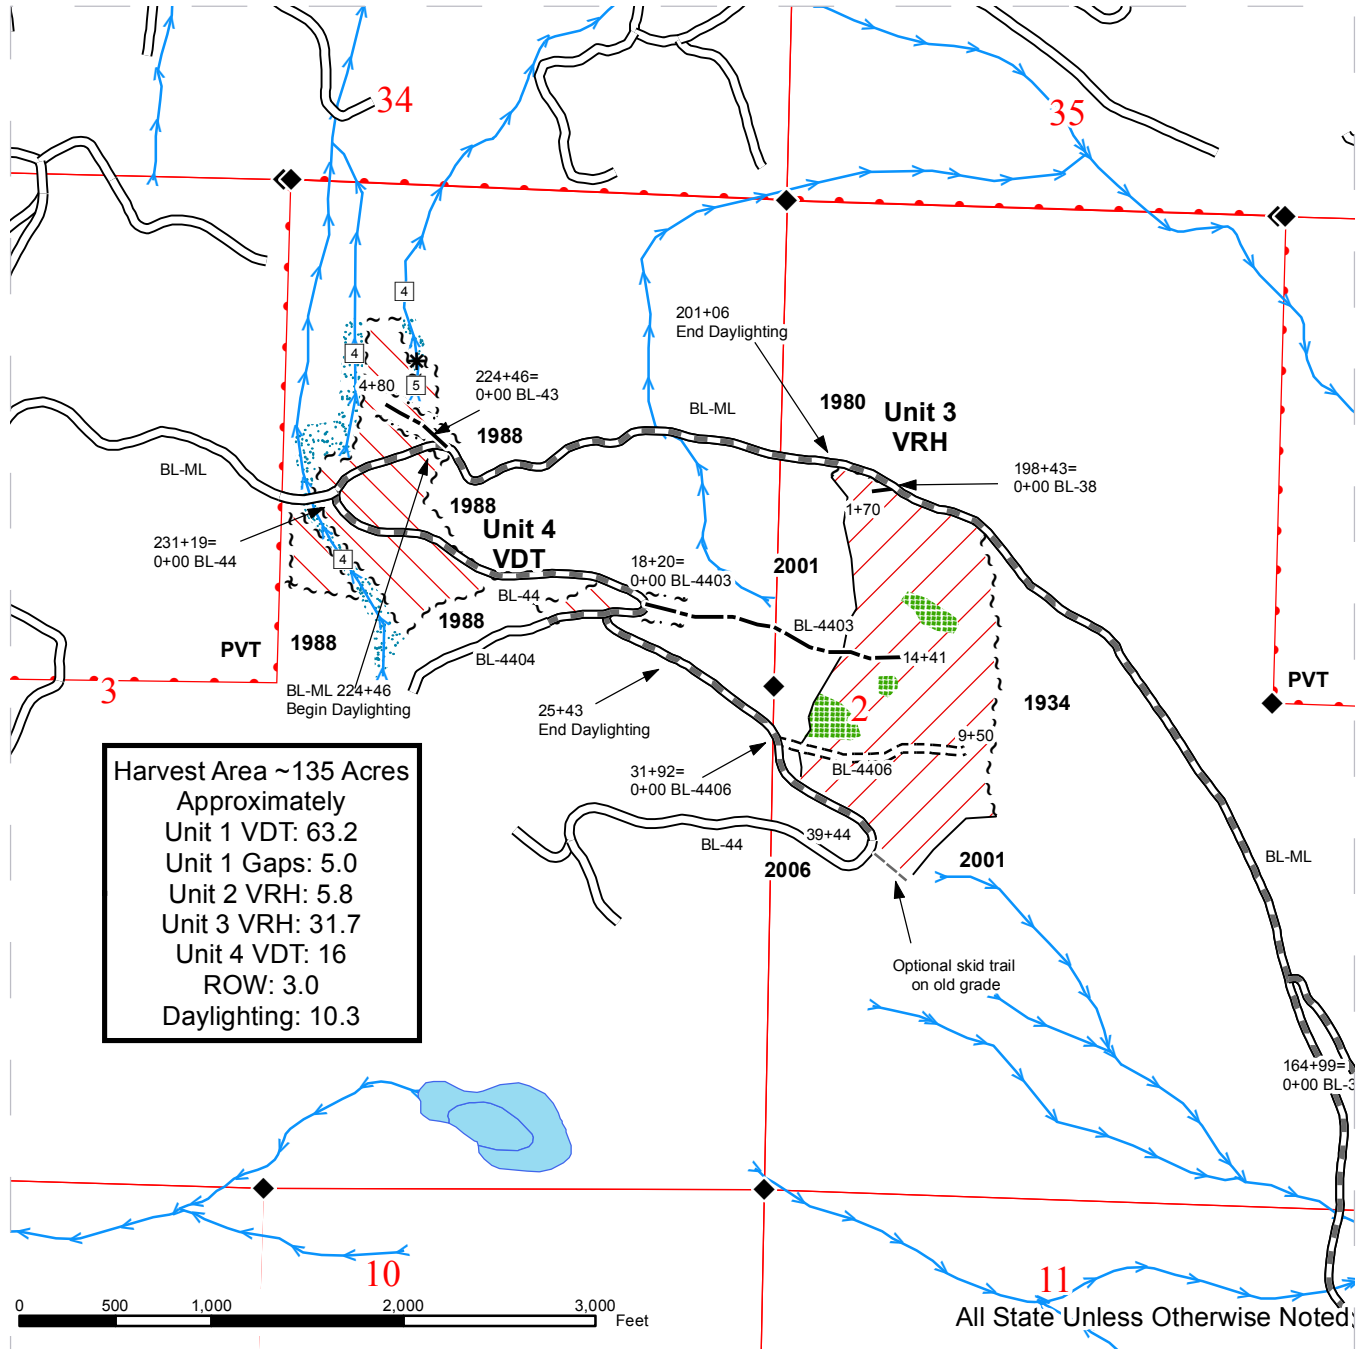 34
35
4
201+06
End Daylighting
4
4+80
5
224+46=
0+00 BL-43
1988
BL-ML
1980
Unit 3
VRH
BL-ML
198+43=
0+00 BL-38
1+70
1988
Unit 4
VDT
231+19=
0+00 BL-44
4
18+20=
0+00 BL-4403
2001
BL-44
1988
BL-4403
PVT
1988
BL-4404
14+41
3
BL-ML 224+46
Begin Daylighting
PVT
25+43
End Daylighting
2
1934
9+50
31+92=
0+00 BL-4406
BL-4406
Harvest Area ~135 Acres
Approximately
Unit 1 VDT: 63.2
Unit 1 Gaps: 5.0
Unit 2 VRH: 5.8
Unit 3 VRH: 31.7
Unit 4 VDT: 16
ROW: 3.0
Daylighting: 10.3
39+44
BL-44
2006
2001
BL-ML
Optional skid trail
on old grade
164+99=
0+00 BL-3
10
11
0 500 1,000 2,000 3,000
Feet
All State Unless Otherwise Noted